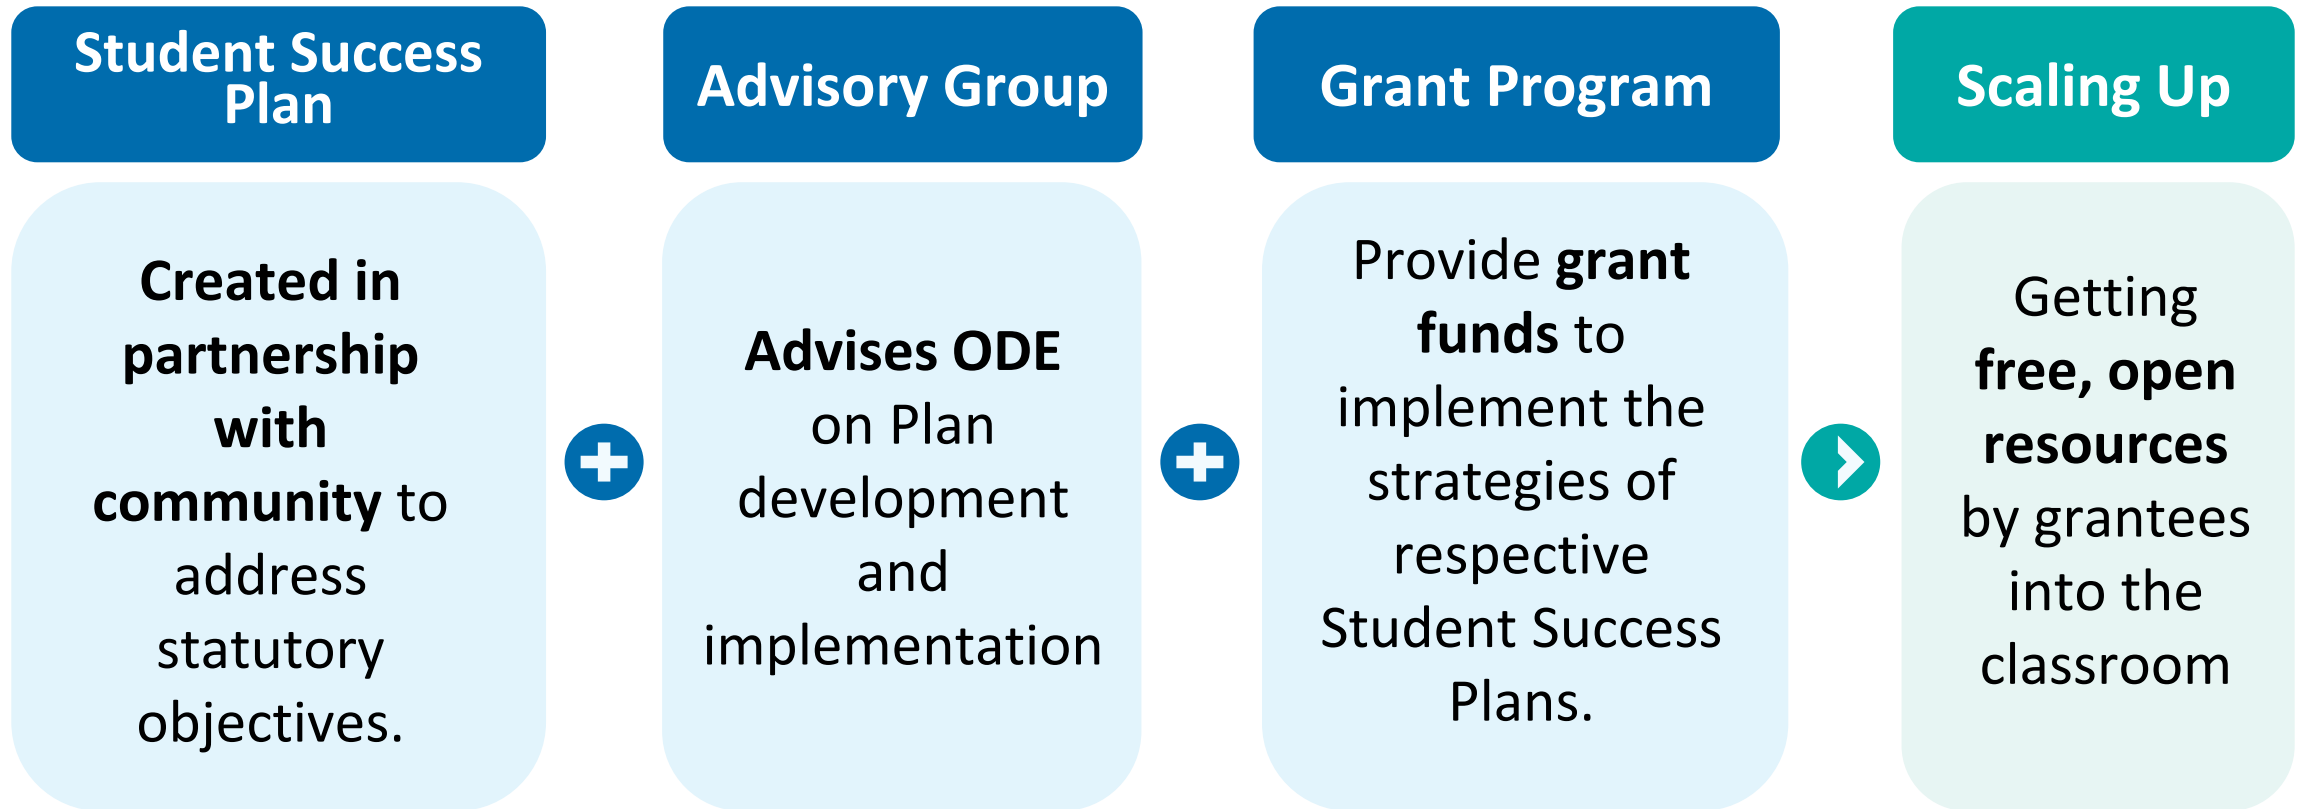 Student Success
Plan
Created in
partnership
with
community to
address
statutory
objectives.
Advisory Group
Advises ODE
on Plan
development
and
implementation
Grant Program
Provide grant
funds to
implement the
strategies of
respective
Student Success
Plans.
Scaling Up
Getting
free, open
resources
by grantees
into the
classroom